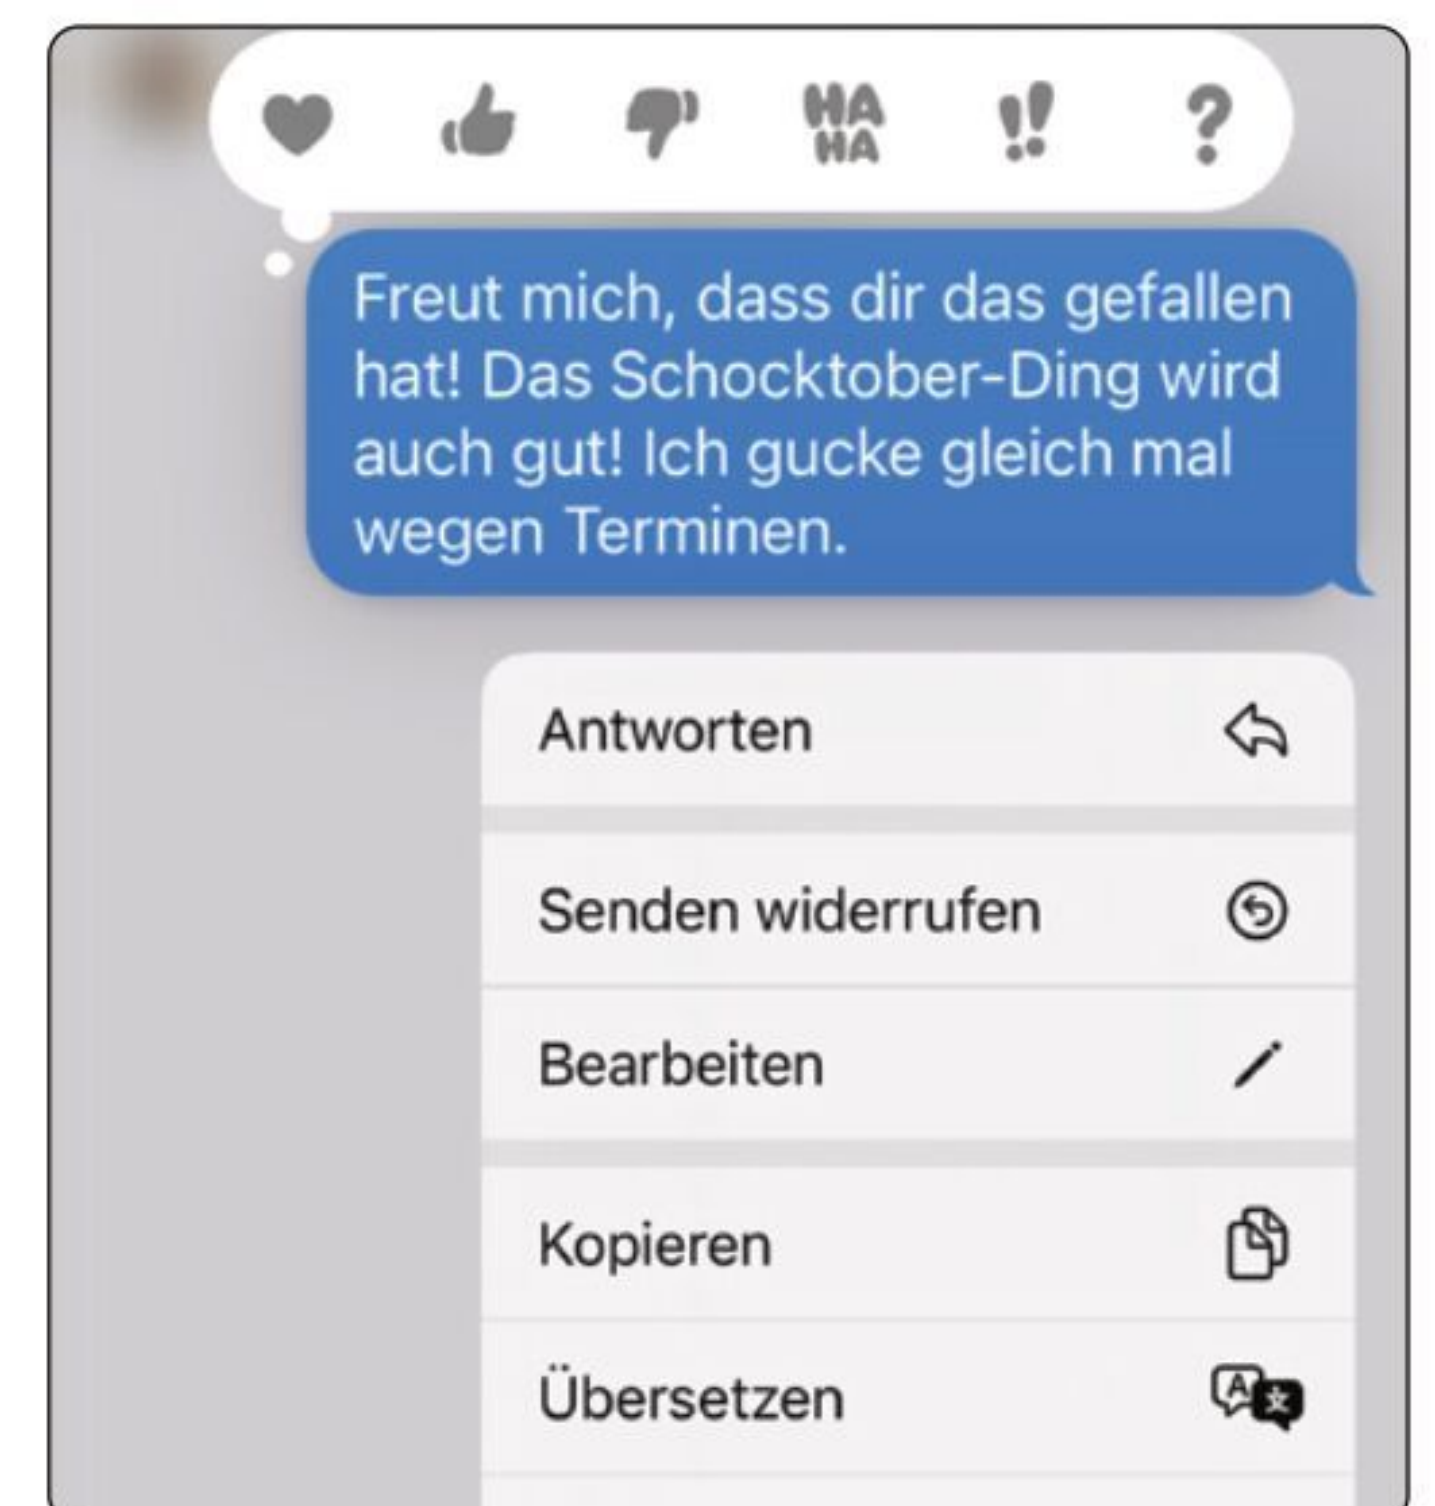 HA
HA
!!
?
Freut mich, dass dir das gefallen
hat! Das Schocktober-Ding wird
auch gut! Ich gucke gleich mal
wegen Terminen.
Antworten
Senden widerrufen
Bearbeiten
Kopieren
Übersetzen
A 文